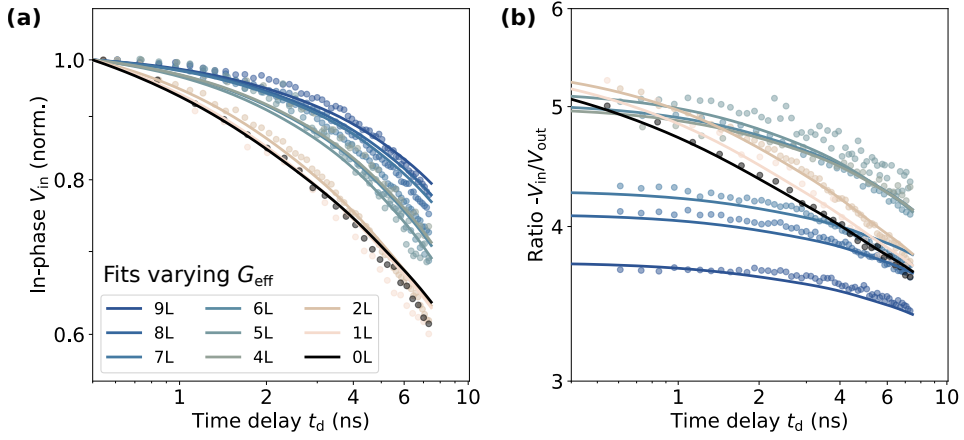 (a)
In-phase V_in (norm.)
1.0
0.8
0.6
Fits varying G_eff
9L
8L
7L
6L
5L
4L
2L
1L
0L
1
2
4
6
10
Time delay t_d (ns)
(b)
Ratio -V_in/V_out
6
5
4
3
1
2
4
6
10
Time delay t_d (ns)